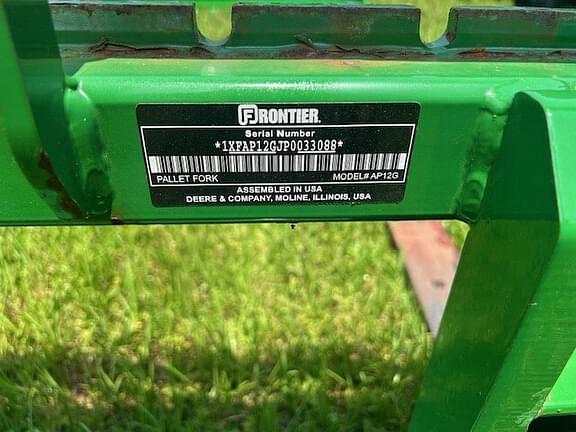 FRONTIER.
Serial Number
*1XFAP12GJP0033088*
PALLET FORK MODEL# AP12G
ASSEMBLED IN USA
DEERE & COMPANY, MOLINE, ILLINOIS, USA